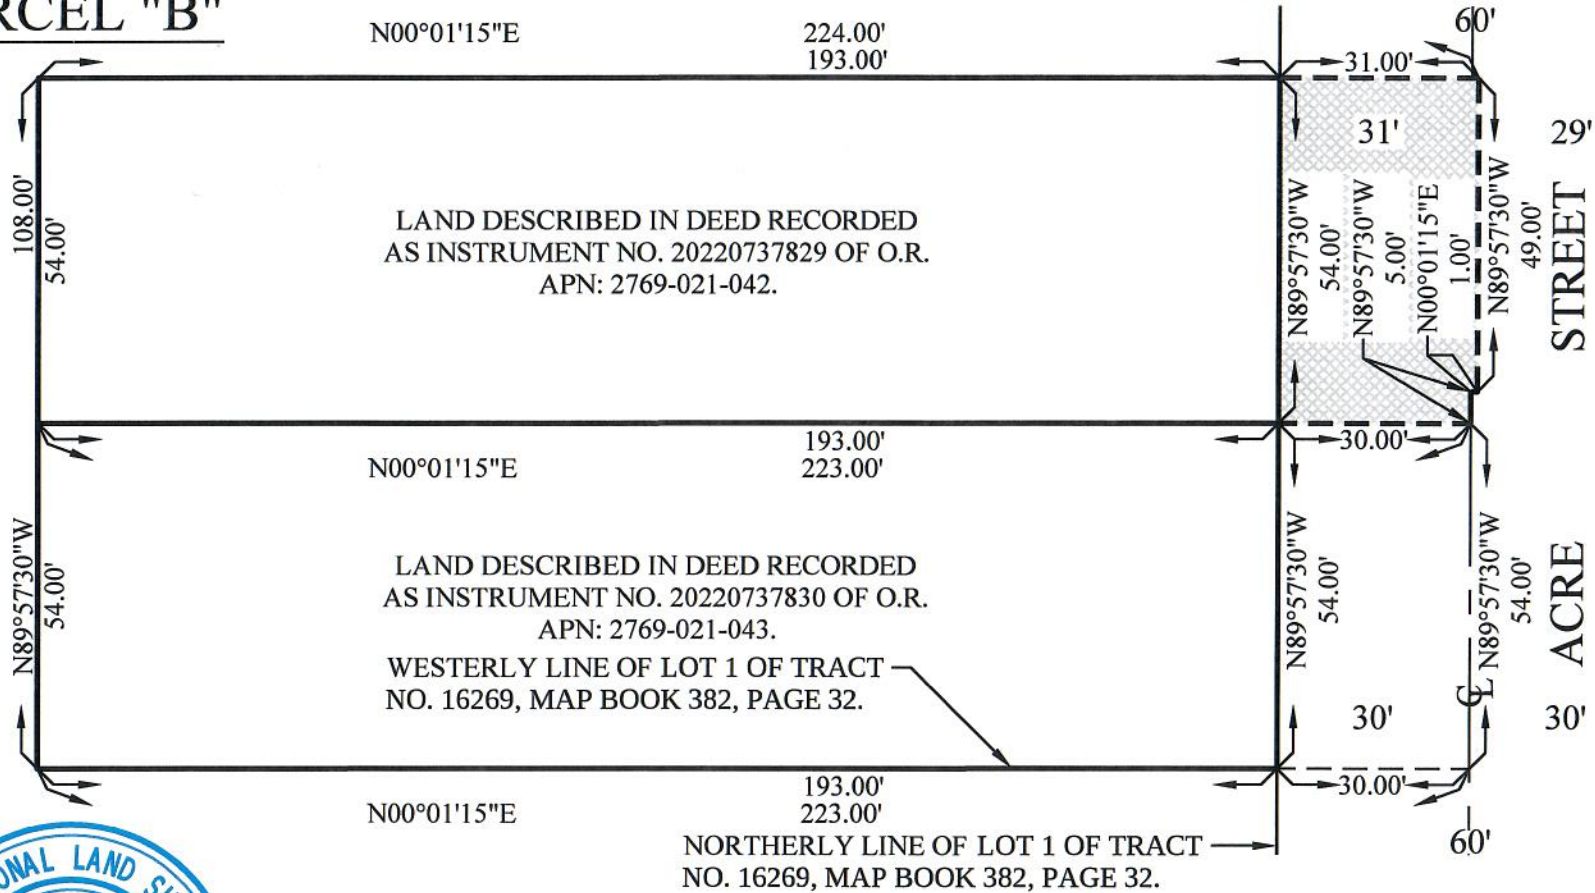 RCEL "B"
N00°01'15"E
224.00'
193.00'
60'
31.00'
31'
29'
108.00'
54.00'
LAND DESCRIBED IN DEED RECORDED
AS INSTRUMENT NO. 20220737829 OF O.R.
APN: 2769-021-042.
N89°57'30"W
54.00'
N89°57'30"W
5.00'
N00°01'15"E
1.00'
N89°57'30"W
49.00'
STREET
193.00'
N00°01'15"E
223.00'
30.00'
N89°57'30"W
54.00'
LAND DESCRIBED IN DEED RECORDED
AS INSTRUMENT NO. 20220737830 OF O.R.
APN: 2769-021-043.
N89°57'30"W
54.00'
N89°57'30"W
54.00'
ACRE
WESTERLY LINE OF LOT 1 OF TRACT
NO. 16269, MAP BOOK 382, PAGE 32.
CL
30'
30'
193.00'
30.00'
N00°01'15"E
223.00'
NORTHERLY LINE OF LOT 1 OF TRACT
NO. 16269, MAP BOOK 382, PAGE 32.
60'
ONAL LAND SU